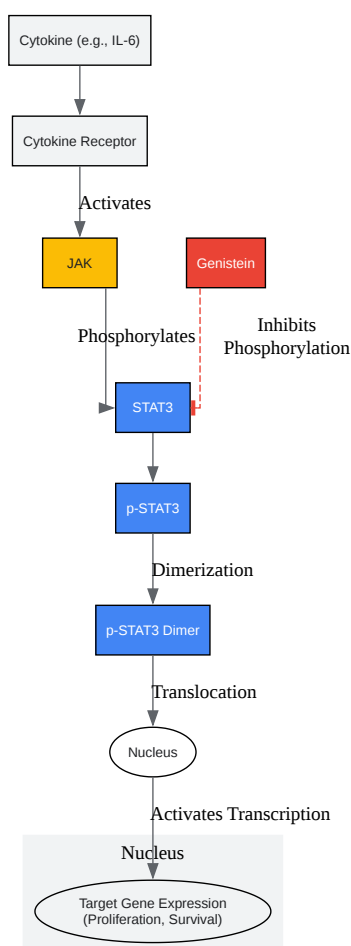 Cytokine (e.g., IL-6)
Cytokine Receptor
Activates
JAK
Genistein
Phosphorylates
Inhibits
Phosphorylation
STAT3
p-STAT3
Dimerization
p-STAT3 Dimer
Translocation
Nucleus
Activates Transcription
Nucleus
Target Gene Expression
(Proliferation, Survival)